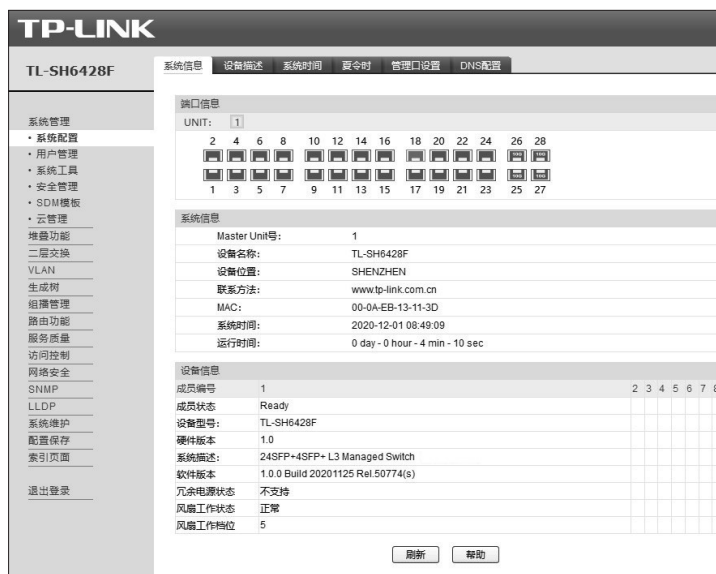 TP-LINK
TL-SH6428F
系统信息 设备描述 系统时间 夏令时 管理口设置 DNS配置
系统管理
• 系统配置
• 用户管理
• 系统工具
• 安全管理
• SDM模板
• 云管理
堆叠功能
二层交换
VLAN
生成树
组播管理
路由功能
服务质量
访问控制
网络安全
SNMP
LLDP
系统维护
配置保存
索引页面
退出登录
端口信息
UNIT: 1
2 4 6 8 10 12 14 16 18 20 22 24 26 28
10G 10G
10G 10G
1 3 5 7 9 11 13 15 17 19 21 23 25 27
系统信息
Master Unit号: 1
设备名称: TL-SH6428F
设备位置: SHENZHEN
联系方法: www.tp-link.com.cn
MAC: 00-0A-EB-13-11-3D
系统时间: 2020-12-01 08:49:09
运行时间: 0 day - 0 hour - 4 min - 10 sec
设备信息
成员编号 1 2 3 4 5 6 7 8
成员状态 Ready
设备型号: TL-SH6428F
硬件版本 1.0
系统描述: 24SFP+4SFP+ L3 Managed Switch
软件版本 1.0.0 Build 20201125 Rel.50774(s)
冗余电源状态 不支持
风扇工作状态 正常
风扇工作档位 5
刷新 帮助